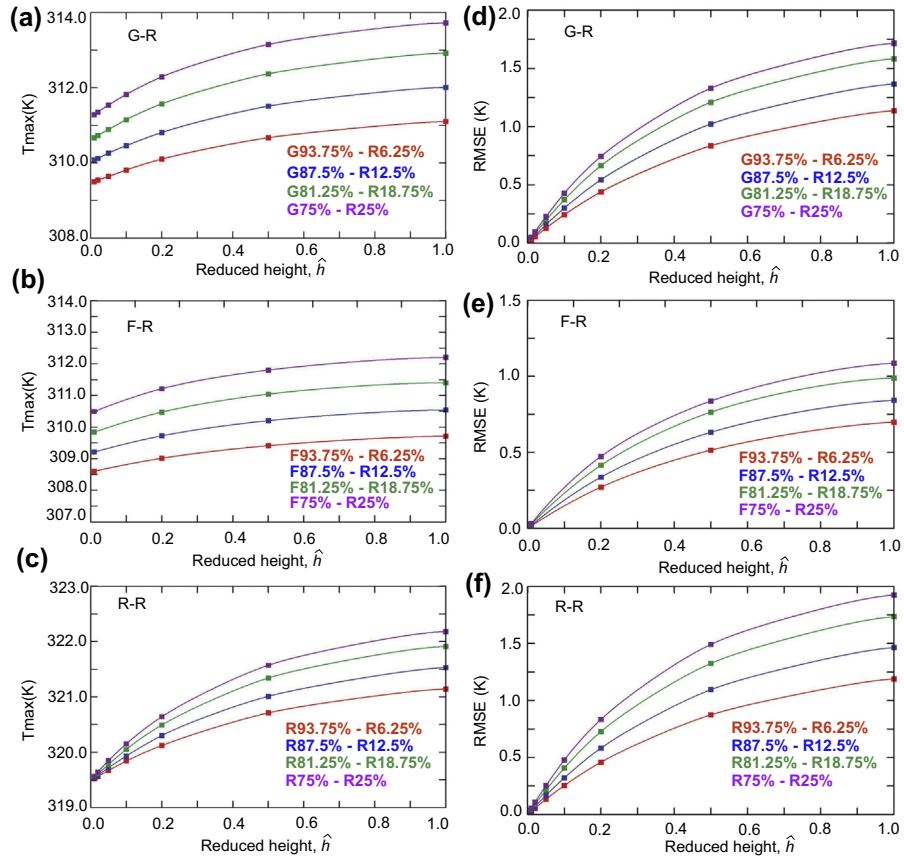 (a)
G-R
314.0
312.0
310.0
308.0
Tmax(K)
G93.75% - R6.25%
G87.5% - R12.5%
G81.25% - R18.75%
G75% - R25%
0.0 0.2 0.4 0.6 0.8 1.0
Reduced height, ĥ
(b)
F-R
314.0
313.0
312.0
311.0
310.0
309.0
308.0
307.0
Tmax(K)
F93.75% - R6.25%
F87.5% - R12.5%
F81.25% - R18.75%
F75% - R25%
0.0 0.2 0.4 0.6 0.8 1.0
Reduced height, ĥ
(c)
R-R
323.0
322.0
321.0
320.0
319.0
Tmax(K)
R93.75% - R6.25%
R87.5% - R12.5%
R81.25% - R18.75%
R75% - R25%
0.0 0.2 0.4 0.6 0.8 1.0
Reduced height, ĥ
(d)
G-R
2.0
1.5
1.0
0.5
0.0
RMSE (K)
G93.75% - R6.25%
G87.5% - R12.5%
G81.25% - R18.75%
G75% - R25%
0.0 0.2 0.4 0.6 0.8 1.0
Reduced height, ĥ
(e)
F-R
1.5
1.0
0.5
0.0
RMSE (K)
F93.75% - R6.25%
F87.5% - R12.5%
F81.25% - R18.75%
F75% - R25%
0.0 0.2 0.4 0.6 0.8 1.0
Reduced height, ĥ
(f)
R-R
2.0
1.5
1.0
0.5
0.0
RMSE (K)
R93.75% - R6.25%
R87.5% - R12.5%
R81.25% - R18.75%
R75% - R25%
0.0 0.2 0.4 0.6 0.8 1.0
Reduced height, ĥ